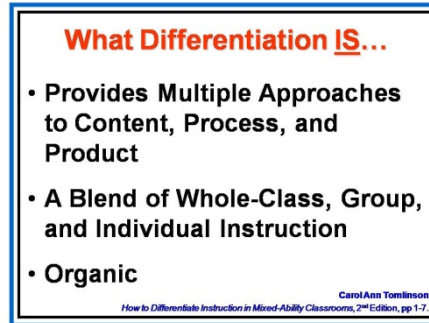 What Differentiation IS…
• Provides Multiple Approaches
to Content, Process, and
Product
• A Blend of Whole-Class, Group,
and Individual Instruction
• Organic
Carol Ann Tomlinson
How to Differentiate Instruction in Mixed-Ability Classrooms, 2nd Edition, pp 1-7.